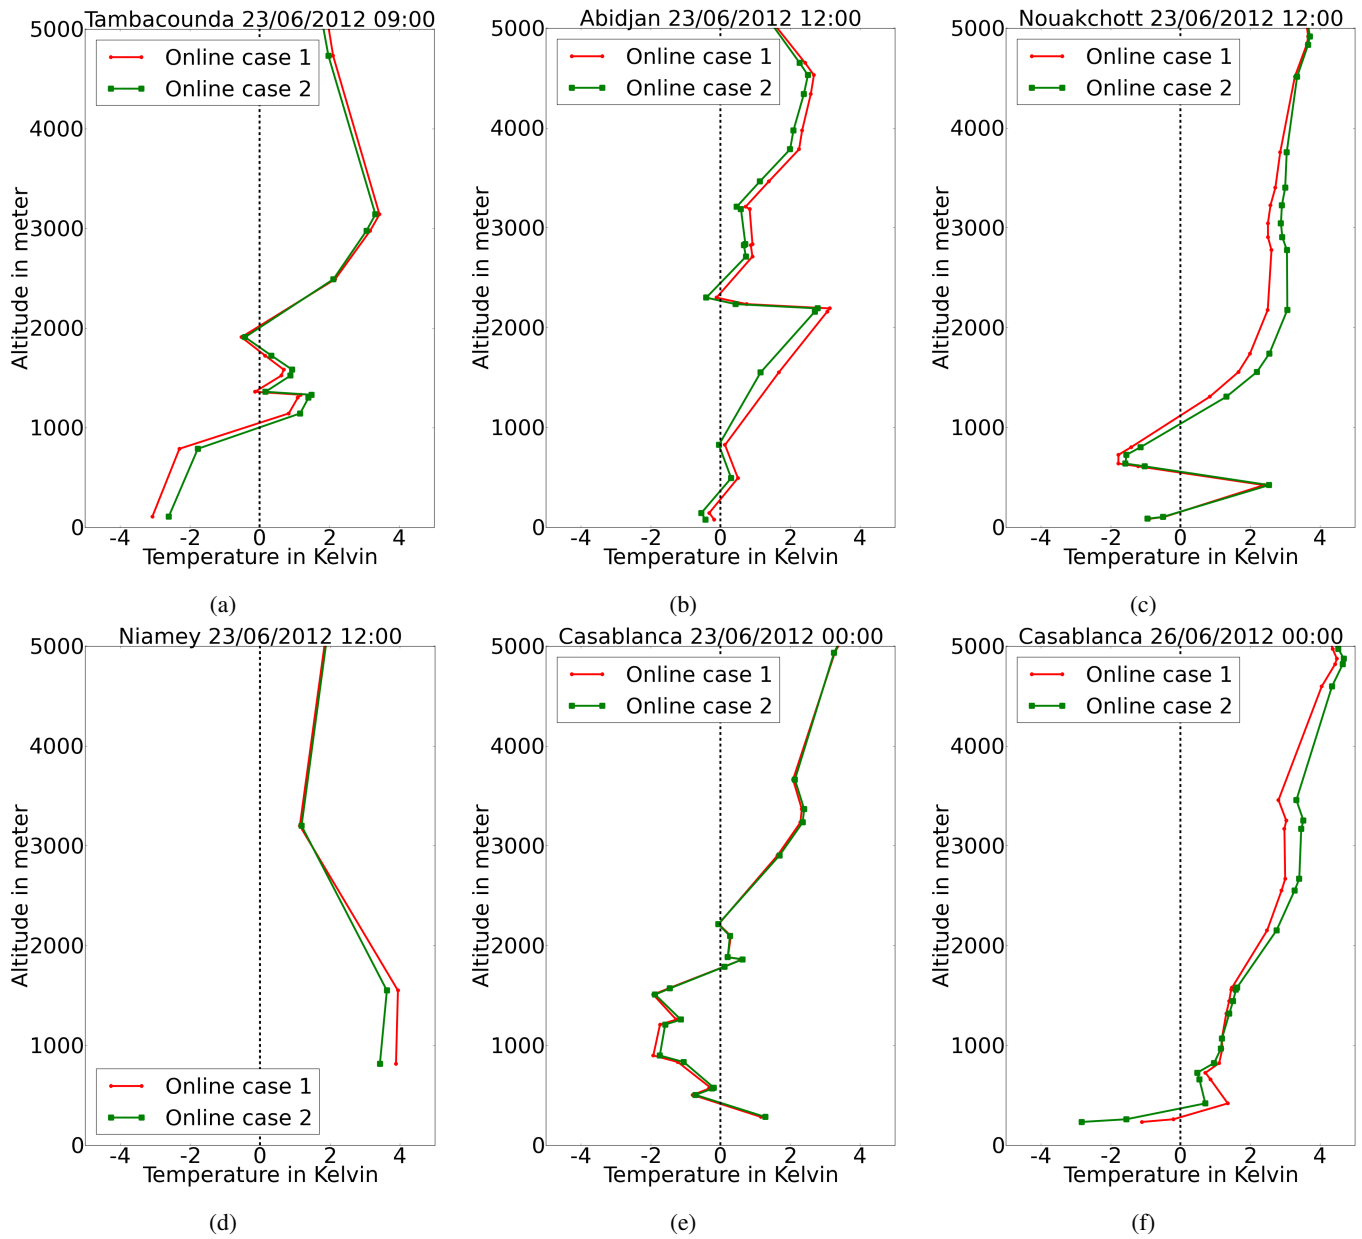 Tambacounda 23/06/2012 09:00
Abidjan 23/06/2012 12:00
Nouakchott 23/06/2012 12:00
5000
4000
3000
2000
1000
0
Altitude in meter
Online case 1
Online case 2
-4 -2 0 2 4
Temperature in Kelvin
(a)
5000
4000
3000
2000
1000
0
Altitude in meter
Online case 1
Online case 2
-4 -2 0 2 4
Temperature in Kelvin
(b)
5000
4000
3000
2000
1000
0
Altitude in meter
Online case 1
Online case 2
-4 -2 0 2 4
Temperature in Kelvin
(c)
Niamey 23/06/2012 12:00
Casablanca 23/06/2012 00:00
Casablanca 26/06/2012 00:00
5000
4000
3000
2000
1000
0
Altitude in meter
Online case 1
Online case 2
-4 -2 0 2 4
Temperature in Kelvin
(d)
5000
4000
3000
2000
1000
0
Altitude in meter
Online case 1
Online case 2
-4 -2 0 2 4
Temperature in Kelvin
(e)
5000
4000
3000
2000
1000
0
Altitude in meter
Online case 1
Online case 2
-4 -2 0 2 4
Temperature in Kelvin
(f)